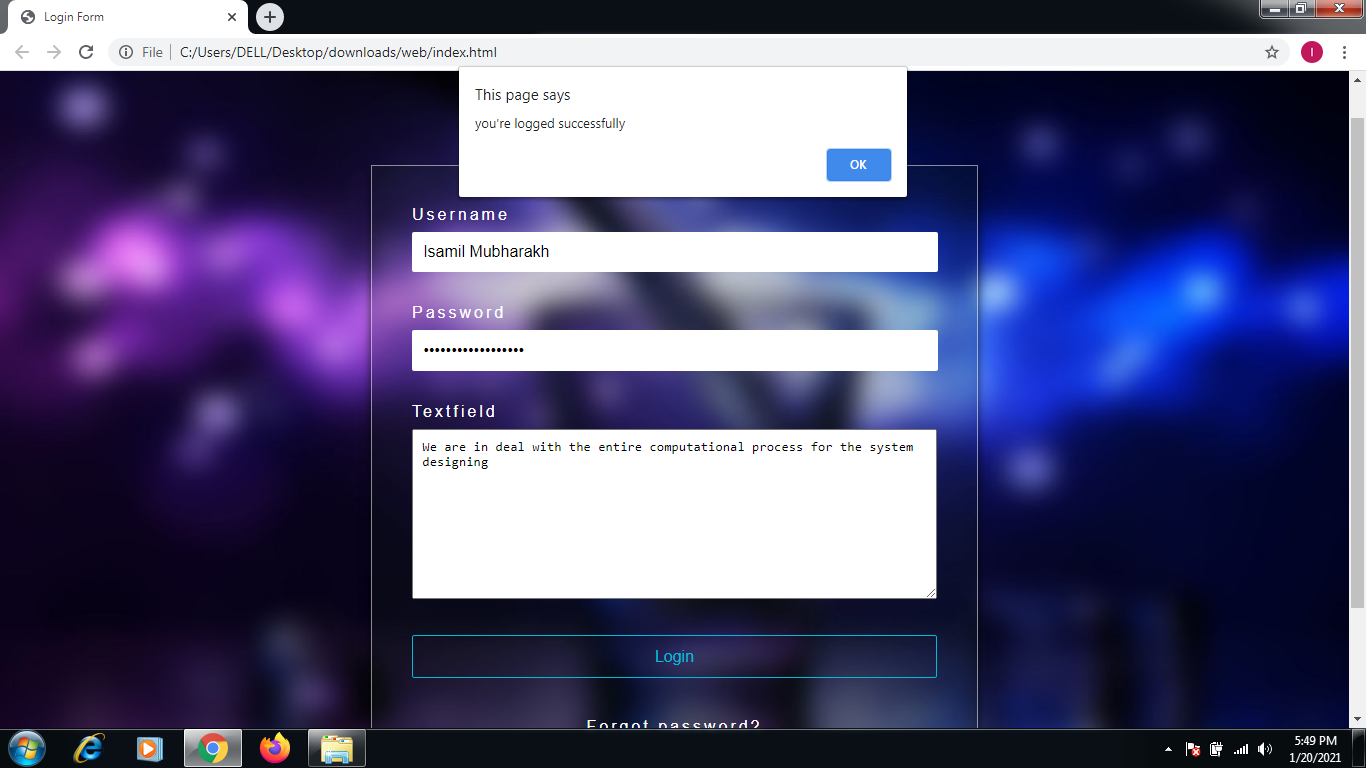 Login Form
File
C:/Users/DELL/Desktop/downloads/web/index.html
I
This page says
you're logged successfully
OK
Username
Isamil Mubharakh
Password
••••••••••••••••••
Textfield
We are in deal with the entire computational process for the system
designing
Login
Forgot password?
5:49 PM
1/20/2021